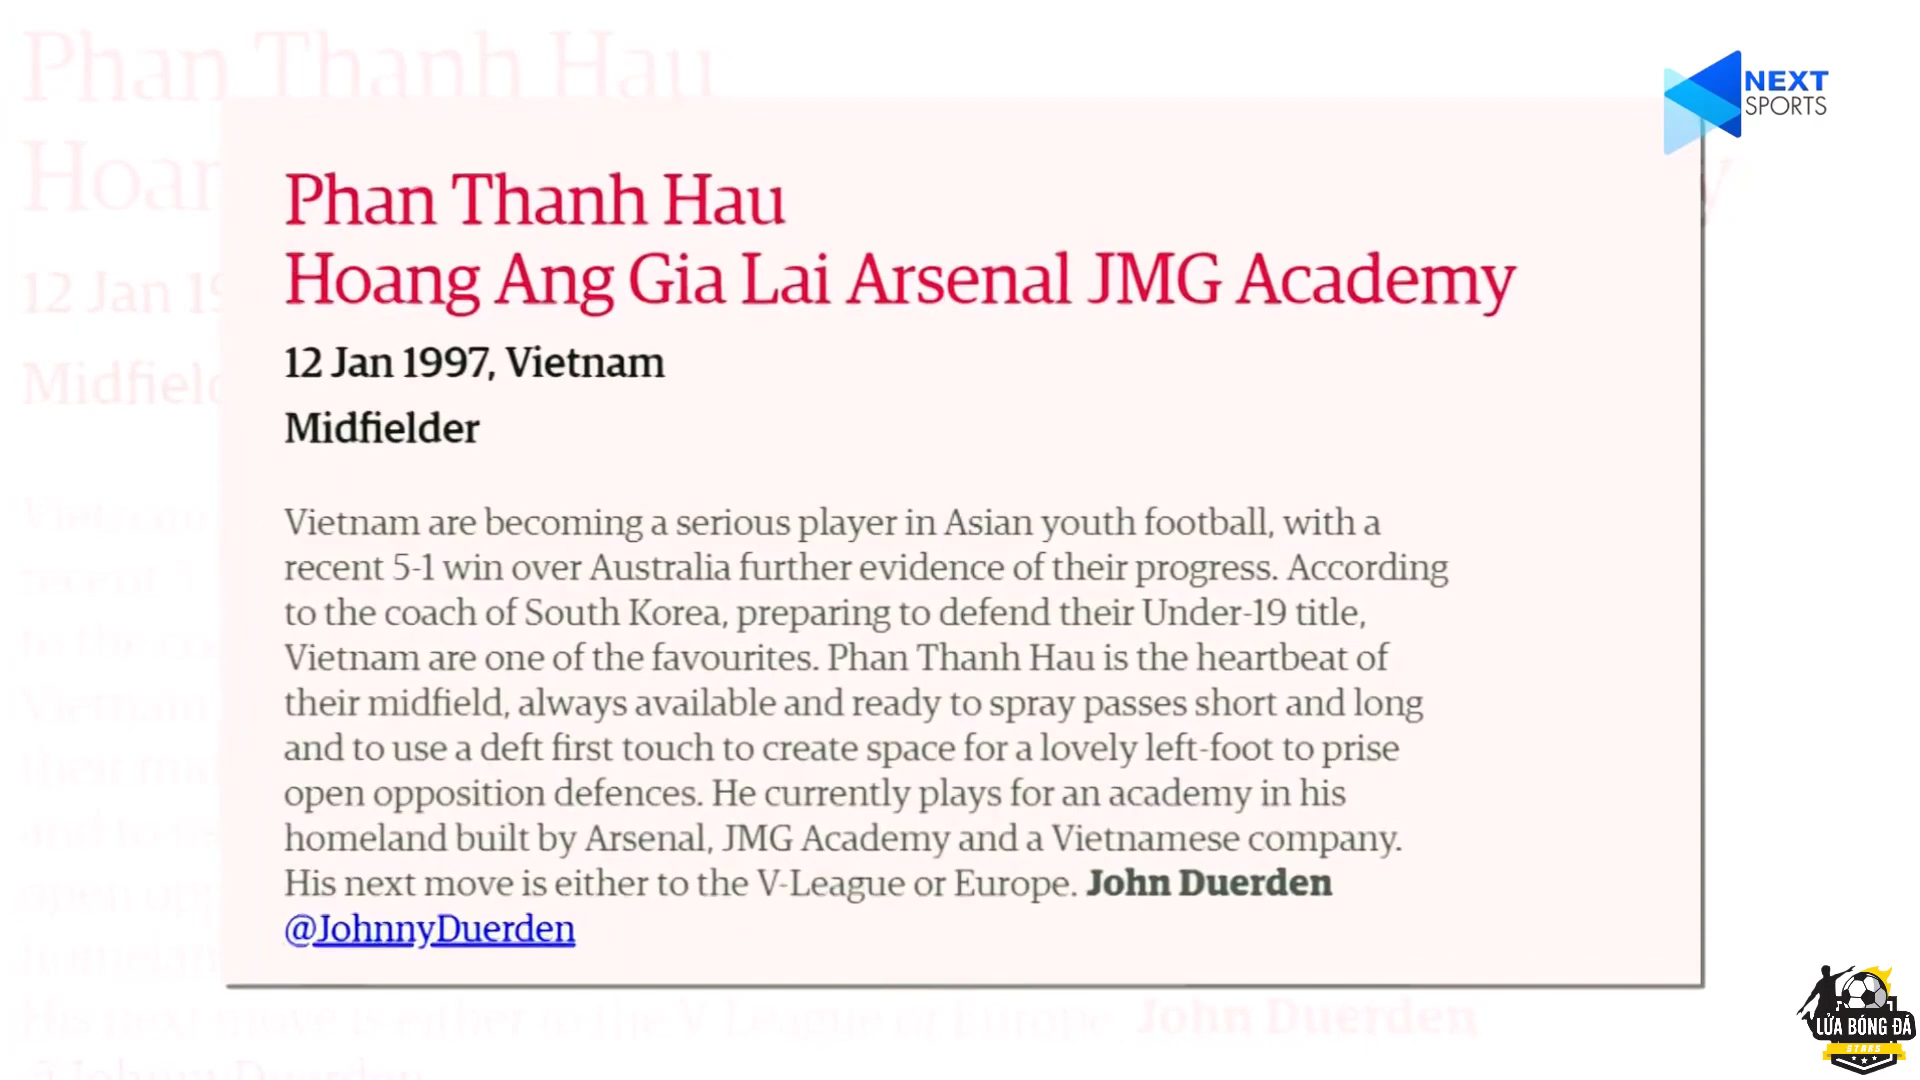 NEXT
SPORTS
Phan Thanh Hau
Hoang Ang Gia Lai Arsenal JMG Academy
12 Jan 1997, Vietnam
Midfielder
Vietnam are becoming a serious player in Asian youth football, with a
recent 5-1 win over Australia further evidence of their progress. According
to the coach of South Korea, preparing to defend their Under-19 title,
Vietnam are one of the favourites. Phan Thanh Hau is the heartbeat of
their midfield, always available and ready to spray passes short and long
and to use a deft first touch to create space for a lovely left-foot to prise
open opposition defences. He currently plays for an academy in his
homeland built by Arsenal, JMG Academy and a Vietnamese company.
His next move is either to the V-League or Europe. John Duerden
@JohnnyDuerden
LỬA BÓNG ĐÁ
STARS